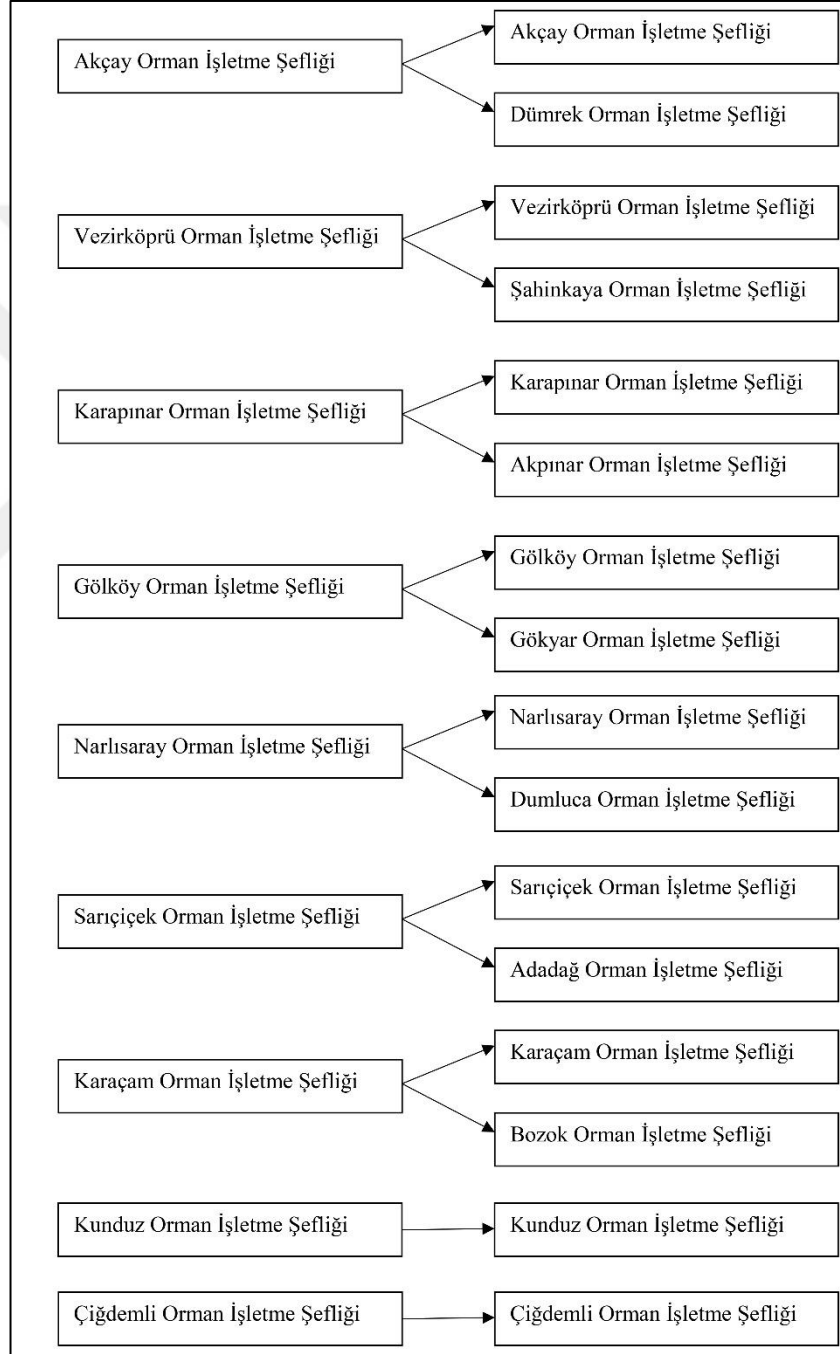 Akçay Orman İşletme Şefliği
Akçay Orman İşletme Şefliği
Dümrek Orman İşletme Şefliği
Vezirköprü Orman İşletme Şefliği
Vezirköprü Orman İşletme Şefliği
Şahinkaya Orman İşletme Şefliği
Karapınar Orman İşletme Şefliği
Karapınar Orman İşletme Şefliği
Akpınar Orman İşletme Şefliği
Gölköy Orman İşletme Şefliği
Gölköy Orman İşletme Şefliği
Gökyar Orman İşletme Şefliği
Narlısaray Orman İşletme Şefliği
Narlısaray Orman İşletme Şefliği
Dumluca Orman İşletme Şefliği
Sarıçiçek Orman İşletme Şefliği
Sarıçiçek Orman İşletme Şefliği
Adadağ Orman İşletme Şefliği
Karaçam Orman İşletme Şefliği
Karaçam Orman İşletme Şefliği
Bozok Orman İşletme Şefliği
Kunduz Orman İşletme Şefliği
Kunduz Orman İşletme Şefliği
Çiğdemli Orman İşletme Şefliği
Çiğdemli Orman İşletme Şefliği